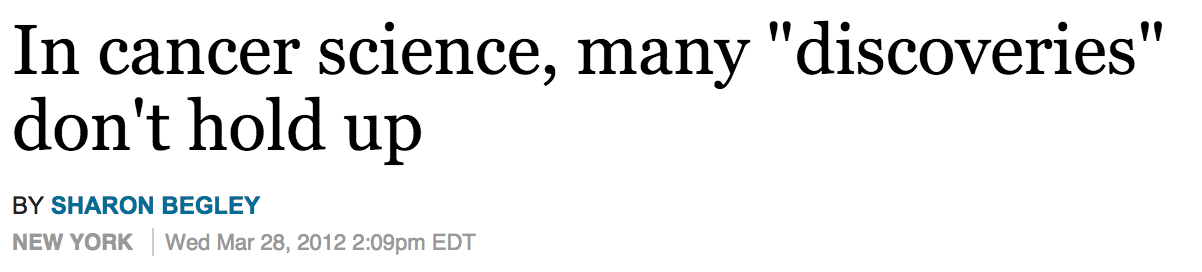 In cancer science, many "discoveries"
don't hold up
BY SHARON BEGLEY
NEW YORK | Wed Mar 28, 2012 2:09pm EDT